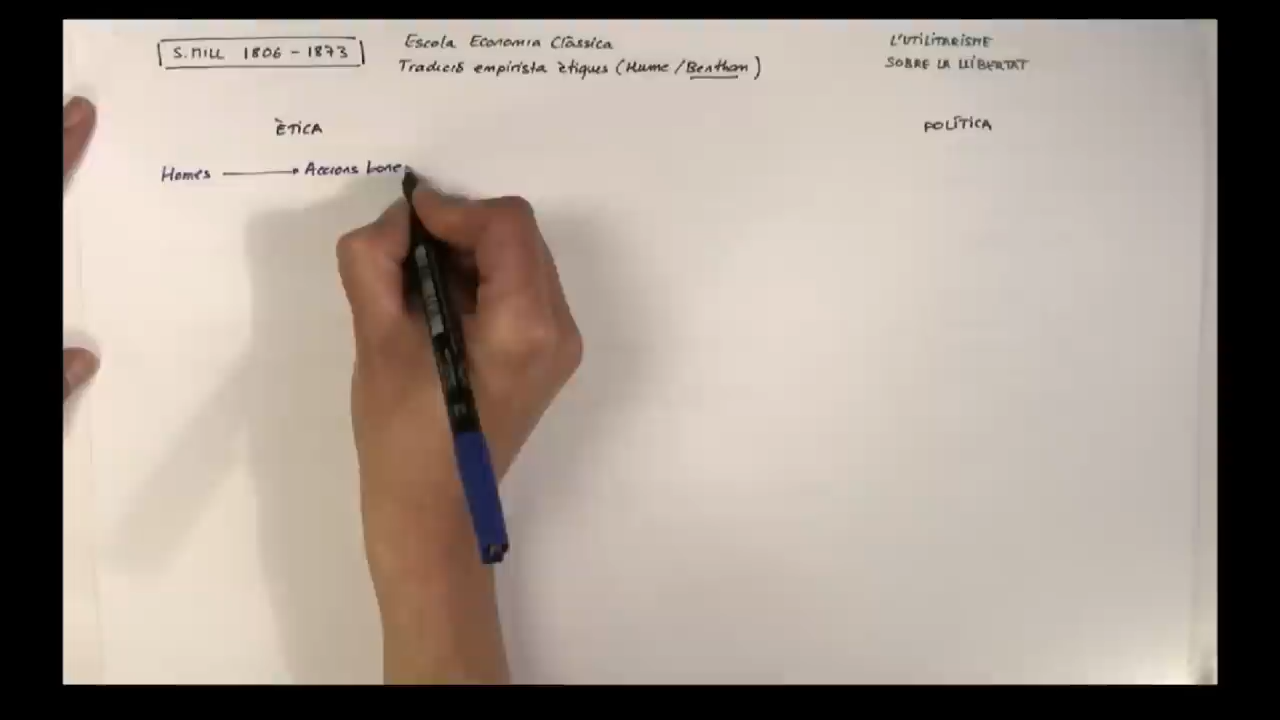 S. MILL 1806 - 1873
Escola Economia Clàssica
Tradició empirista ètiques (Hume / Bentham)
L'UTILITARISME
SOBRE LA LLIBERTAT
ÈTICA
POLÍTICA
Homes → Accions bones